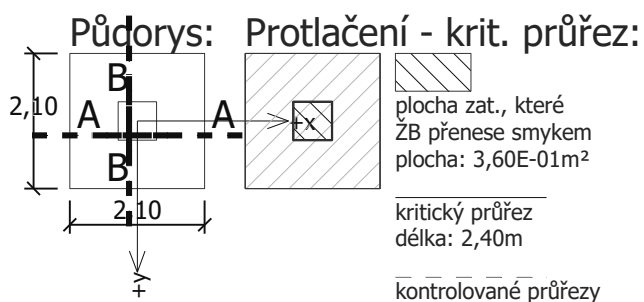 Půdorys:
Protlačení - krit. průřez:
B
2,10
A
A
+x
B
2,10
+y
plocha zat., které
ŽB přenese smykem
plocha: 3,60E-01m²
kritický průřez
délka: 2,40m
kontrolované průřezy